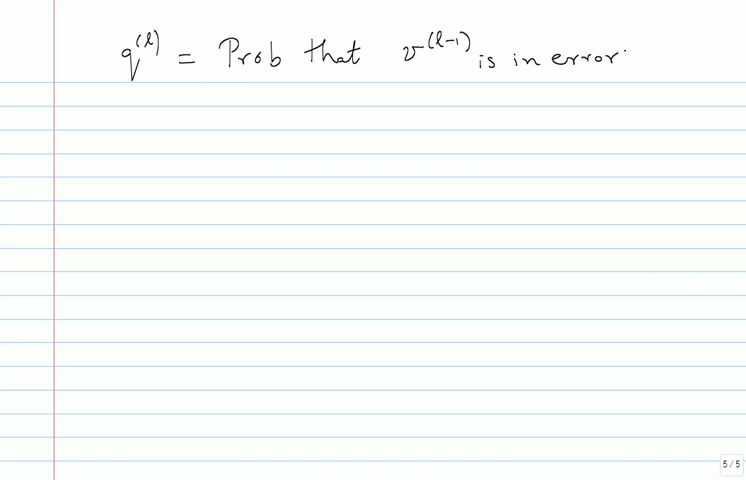 q^(l) = Prob that v^(l-1) is in error.
5/5